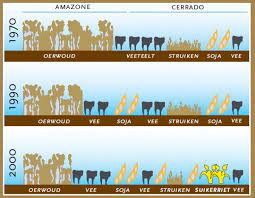 AMAZONE CERRADO
1970
OERWOUD VEETEELT STRUIKEN SOJA VEE
1990
OERWOUD VEE SOJA VEE STRUIKEN SOJA VEE
2000
OERWOUD VEE SOJA VEE STRUIKEN SUIKERRIET VEE